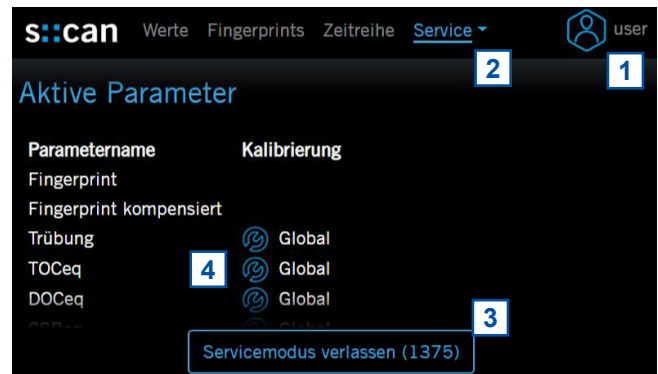 s::can Werte Fingerprints Zeitreihe Service user
2 1
Aktive Parameter
Parametername Kalibrierung
Fingerprint
Fingerprint kompensiert
Trübung Global
TOCeq 4 Global
DOCeq Global
3
Global
Servicemodus verlassen (1375)